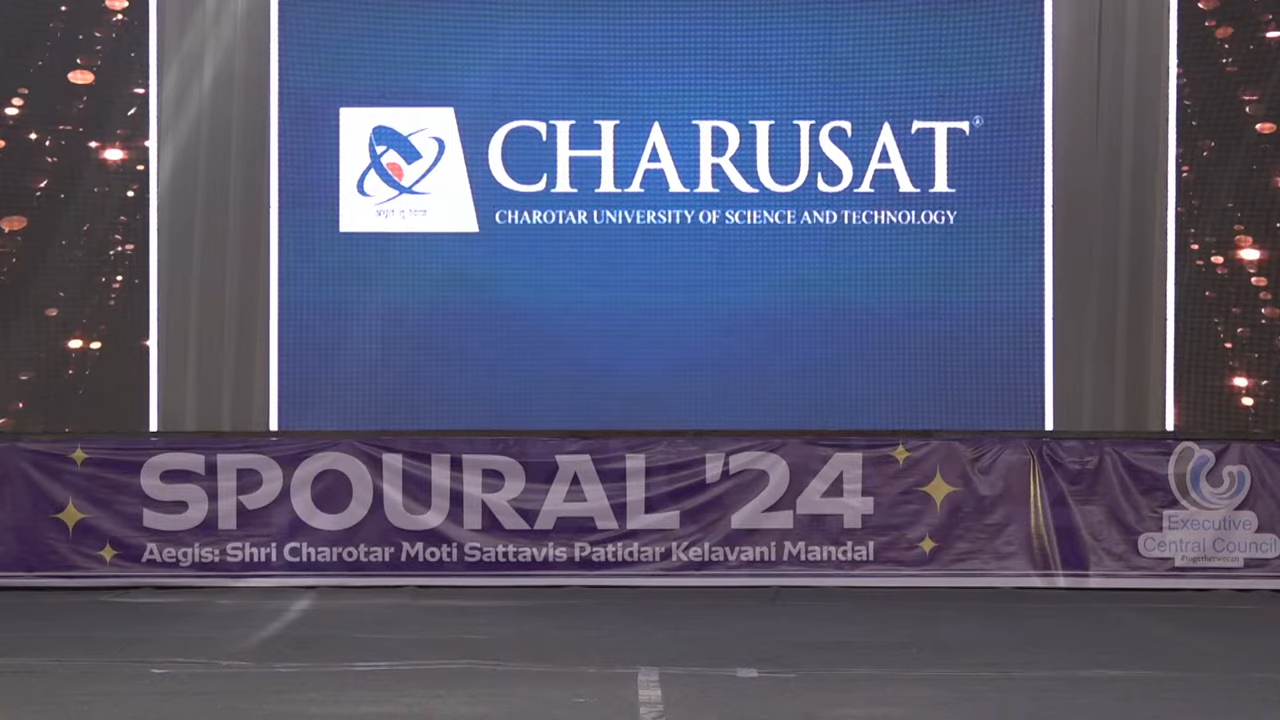 CHARUSAT®
CHAROTAR UNIVERSITY OF SCIENCE AND TECHNOLOGY
SPOURAL '24
Aegis: Shri Charotar Moti Sattavis Patidar Kelavani Mandal
Executive
Central Council
#togetherwecan